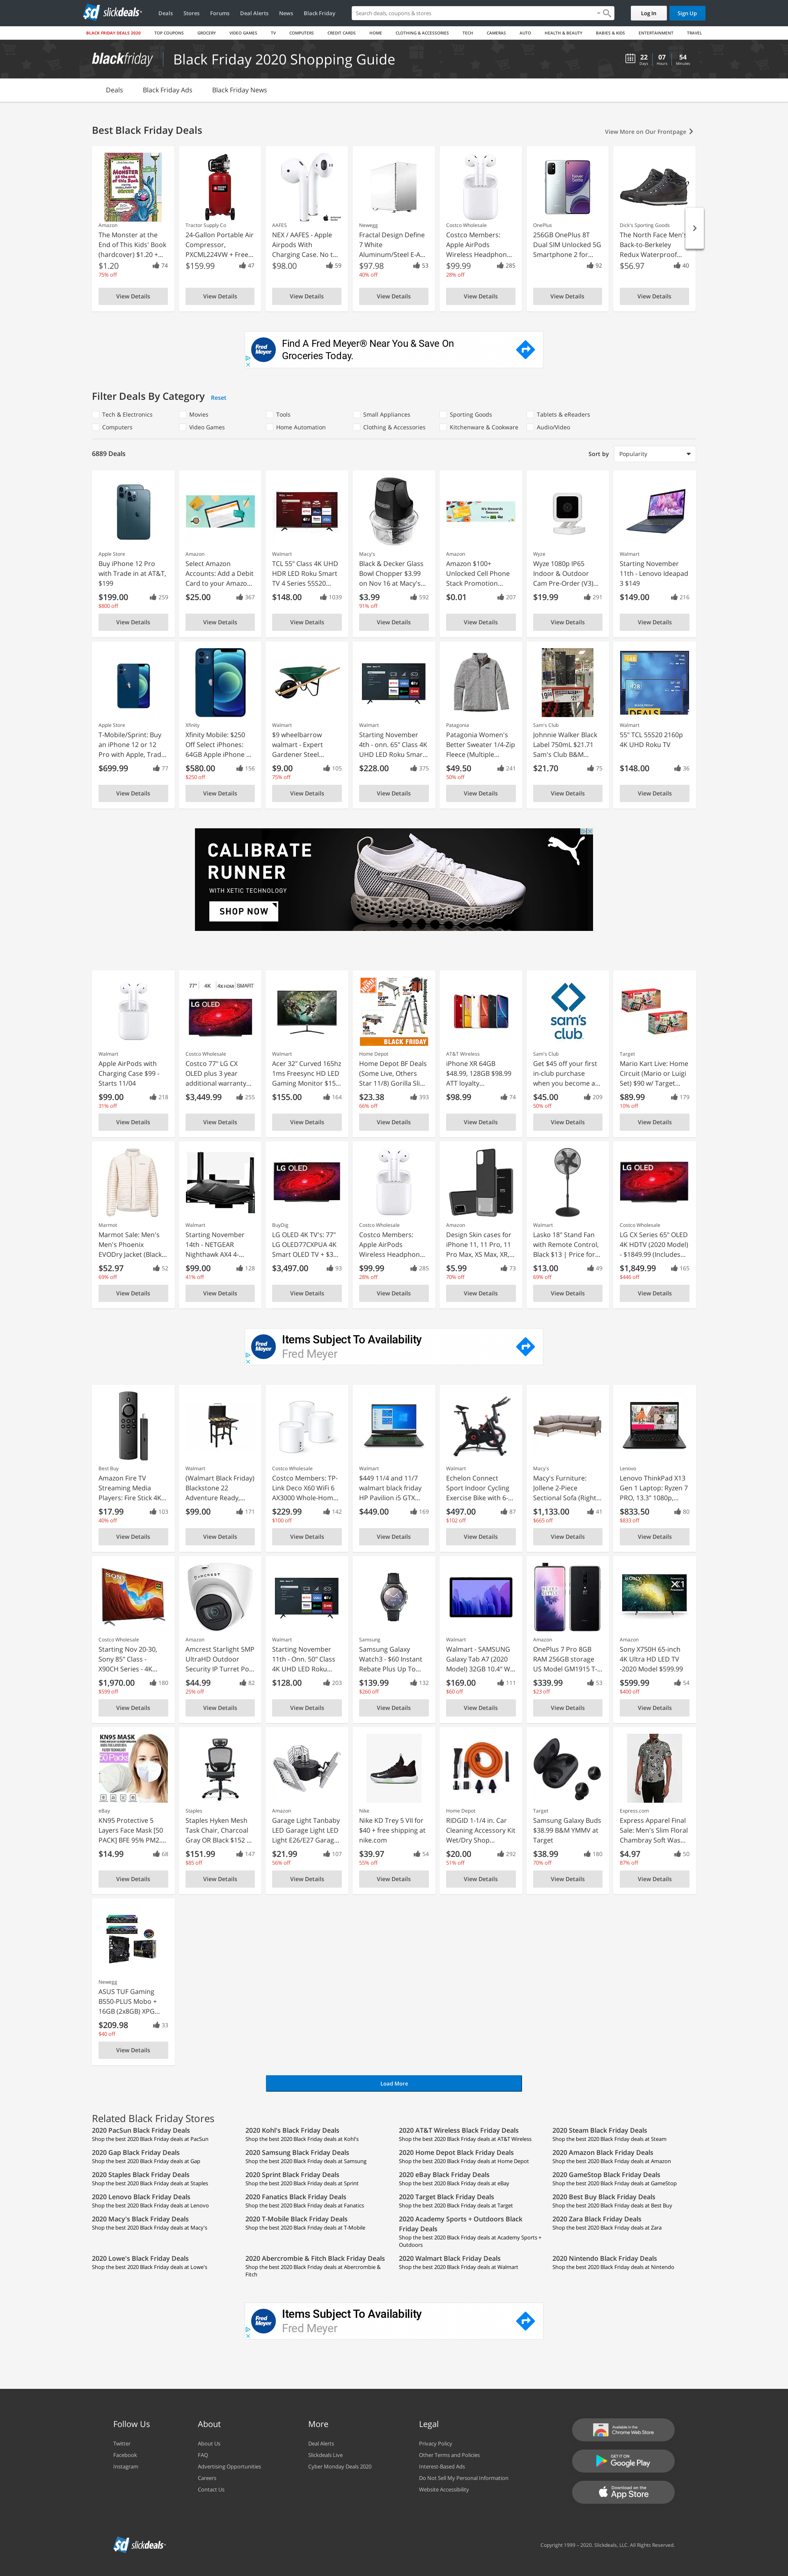 sd slickdeals
Deals Stores Forums Deal Alerts News Black Friday
Search deals, coupons & stores
Log In Sign Up
BLACK FRIDAY DEALS 2020 TOP COUPONS GROCERY VIDEO GAMES TV COMPUTERS CREDIT CARDS HOME CLOTHING & ACCESSORIES TECH CAMERAS AUTO HEALTH & BEAUTY BABIES & KIDS ENTERTAINMENT TRAVEL
blackfriday Black Friday 2020 Shopping Guide
22 07 54
Days Hours Minutes
Deals Black Friday Ads Black Friday News
Best Black Friday Deals
View More on Our Frontpage
Amazon
The Monster at the
End of This Kids' Book
(hardcover) $1.20 +...
$1.20 74
75% off
View Details
Tractor Supply Co
24-Gallon Portable Air
Compressor,
PXCML224VW + Free...
$159.99 47
View Details
AAFES
NEX / AAFES - Apple
Airpods With
Charging Case. No t...
$98.00 59
View Details
Newegg
Fractal Design Define
7 White
Aluminum/Steel E-A...
$97.98 53
40% off
View Details
Costco Wholesale
Costco Members:
Apple AirPods
Wireless Headphon...
$99.99 285
28% off
View Details
OnePlus
256GB OnePlus 8T
Dual SIM Unlocked 5G
Smartphone 2 for...
92
View Details
Dick's Sporting Goods
The North Face Men's
Back-to-Berkeley
Redux Waterproof...
$56.97 40
View Details
Fred Meyer
Find A Fred Meyer® Near You & Save On
Groceries Today.
Filter Deals By Category Reset
Tech & Electronics Movies Tools Small Appliances Sporting Goods Tablets & eReaders
Computers Video Games Home Automation Clothing & Accessories Kitchenware & Cookware Audio/Video
6889 Deals
Sort by Popularity
Apple Store
Buy iPhone 12 Pro
with Trade in at AT&T,
$199
$199.00 259
$800 off
View Details
Amazon
Select Amazon
Accounts: Add a Debit
Card to your Amazo...
$25.00 367
View Details
Walmart
TCL 55" Class 4K UHD
HDR LED Roku Smart
TV 4 Series 55S20...
$148.00 1039
View Details
Macy's
Black & Decker Glass
Bowl Chopper $3.99
on Nov 16 at Macy's...
$3.99 592
91% off
View Details
Amazon
Amazon $100+
Unlocked Cell Phone
Stack Promotion...
$0.01 207
View Details
Wyze
Wyze 1080p IP65
Indoor & Outdoor
Cam Pre-Order (V3)...
$19.99 291
View Details
Walmart
Starting November
11th - Lenovo Ideapad
3 $149
$149.00 216
View Details
Apple Store
T-Mobile/Sprint: Buy
an iPhone 12 or 12
Pro with Apple, Trad...
$699.99 77
View Details
Xfinity
Xfinity Mobile: $250
Off Select iPhones:
64GB Apple iPhone ...
$580.00 156
$250 off
View Details
Walmart
$9 wheelbarrow
walmart - Expert
Gardener Steel...
$9.00 105
75% off
View Details
Walmart
Starting November
4th - onn. 65" Class 4K
UHD LED Roku Smar...
$228.00 375
View Details
Patagonia
Patagonia Women's
Better Sweater 1/4-Zip
Fleece (Multiple...
$49.50 241
50% off
View Details
Sam's Club
Johnnie Walker Black
Label 750mL $21.71
Sam's Club B&M...
$21.70 75
View Details
Walmart
55" TCL 55S20 2160p
4K UHD Roku TV
$148.00 36
View Details
CALIBRATE
RUNNER
WITH XETIC TECHNOLOGY
SHOP NOW
Walmart
Apple AirPods with
Charging Case $99 -
Starts 11/04
$99.00 218
31% off
View Details
77" 4K 4xHDMI SMART
LG OLED
Costco Wholesale
Costco 77" LG CX
OLED plus 3 year
additional warranty...
$3,449.99 255
View Details
Walmart
Acer 32" Curved 165hz
1ms Freesync HD LED
Gaming Monitor $15...
$155.00 164
View Details
BLACK FRIDAY
Home Depot
Home Depot BF Deals
(Some Live, Others
Star 11/8) Gorilla Sli...
$23.38 393
66% off
View Details
AT&T Wireless
iPhone XR 64GB
$48.99, 128GB $98.99
ATT loyalty...
$98.99 74
View Details
sam's club
Sam's Club
Get $45 off your first
in-club purchase
when you become a...
$45.00 209
50% off
View Details
Target
Mario Kart Live: Home
Circuit (Mario or Luigi
Set) $90 w/ Target...
$89.99 179
10% off
View Details
Marmot
Marmot Sale: Men's
Men's Phoenix
EVODry Jacket (Black...
$52.97 52
69% off
View Details
Walmart
Starting November
14th - NETGEAR
Nighthawk AX4 4-...
$99.00 128
41% off
View Details
LG OLED
BuyDig
LG OLED 4K TV's: 77"
LG OLED77CXPUA 4K
Smart OLED TV + $3...
$3,497.00 93
View Details
Costco Wholesale
Costco Members:
Apple AirPods
Wireless Headphon...
$99.99 285
28% off
View Details
Amazon
Design Skin cases for
iPhone 11, 11 Pro, 11
Pro Max, XS Max, XR,...
$5.99 73
70% off
View Details
Walmart
Lasko 18" Stand Fan
with Remote Control,
Black $13 | Price for...
$13.00 49
69% off
View Details
LG OLED
Costco Wholesale
LG CX Series 65" OLED
4K HDTV (2020 Model)
- $1849.99 (Includes...
$1,849.99 165
$446 off
View Details
Fred Meyer
Items Subject To Availability
Fred Meyer
Best Buy
Amazon Fire TV
Streaming Media
Players: Fire Stick 4K...
$17.99 103
40% off
View Details
Walmart
(Walmart Black Friday)
Blackstone 22
Adventure Ready,...
$99.00 171
View Details
Costco Wholesale
Costco Members: TP-
Link Deco X60 WiFi 6
AX3000 Whole-Hom...
$229.99 142
$100 off
View Details
Walmart
$449 11/4 and 11/7
walmart black friday
HP Pavilion i5 GTX...
$449.00 169
View Details
Walmart
Echelon Connect
Sport Indoor Cycling
Exercise Bike with 6-...
$497.00 87
$102 off
View Details
Macy's
Macy's Furniture:
Jollene 2-Piece
Sectional Sofa (Right...
$1,133.00 41
$665 off
View Details
Lenovo
Lenovo ThinkPad X13
Gen 1 Laptop: Ryzen 7
PRO, 13.3" 1080p,...
$833.50 80
$833 off
View Details
SONY
Costco Wholesale
Starting Nov 20-30,
Sony 85" Class -
X90CH Series - 4K...
$1,970.00 180
$599 off
View Details
Amazon
Amcrest Starlight 5MP
UltraHD Outdoor
Security IP Turret Po...
$44.99 82
25% off
View Details
Walmart
Starting November
11th - Onn. 50" Class
4K UHD LED Roku...
$128.00 203
View Details
Samsung
Samsung Galaxy
Watch3 - $60 Instant
Rebate Plus Up To...
$139.99 132
$260 off
View Details
Walmart
Walmart - SAMSUNG
Galaxy Tab A7 (2020
Model) 32GB 10.4" W...
$169.00 111
$60 off
View Details
Amazon
OnePlus 7 Pro 8GB
RAM 256GB storage
US Model GM1915 T-...
$339.99 53
$23 off
View Details
SONY X1
Amazon
Sony X750H 65-inch
4K Ultra HD LED TV
-2020 Model $599.99
$599.99 54
$400 off
View Details
KN95 MASK
eBay
KN95 Protective 5
Layers Face Mask [50
PACK] BFE 95% PM2....
$14.99 68
View Details
Staples
Staples Hyken Mesh
Task Chair, Charcoal
Gray OR Black $152 ...
$151.99 147
$85 off
View Details
Amazon
Garage Light Tanbaby
LED Garage Light LED
Light E26/E27 Garag...
$21.99 107
56% off
View Details
Nike
Nike KD Trey 5 VII for
$40 + free shipping at
nike.com
$39.97 54
55% off
View Details
Home Depot
RIDGID 1-1/4 in. Car
Cleaning Accessory Kit
Wet/Dry Shop...
$20.00 292
51% off
View Details
Target
Samsung Galaxy Buds
$38.99 B&M YMMV at
Target
$38.99 180
70% off
View Details
Express.com
Express Apparel Final
Sale: Men's Slim Floral
Chambray Soft Was...
$4.97 50
87% off
View Details
Newegg
ASUS TUF Gaming
B550-PLUS Mobo +
16GB (2x8GB) XPG...
$209.98 33
$40 off
View Details
Load More
Related Black Friday Stores
2020 PacSun Black Friday Deals
Shop the best 2020 Black Friday deals at PacSun
2020 Kohl's Black Friday Deals
Shop the best 2020 Black Friday deals at Kohl's
2020 AT&T Wireless Black Friday Deals
Shop the best 2020 Black Friday deals at AT&T Wireless
2020 Steam Black Friday Deals
Shop the best 2020 Black Friday deals at Steam
2020 Gap Black Friday Deals
Shop the best 2020 Black Friday deals at Gap
2020 Samsung Black Friday Deals
Shop the best 2020 Black Friday deals at Samsung
2020 Home Depot Black Friday Deals
Shop the best 2020 Black Friday deals at Home Depot
2020 Amazon Black Friday Deals
Shop the best 2020 Black Friday deals at Amazon
2020 Staples Black Friday Deals
Shop the best 2020 Black Friday deals at Staples
2020 Sprint Black Friday Deals
Shop the best 2020 Black Friday deals at Sprint
2020 eBay Black Friday Deals
Shop the best 2020 Black Friday deals at eBay
2020 GameStop Black Friday Deals
Shop the best 2020 Black Friday deals at GameStop
2020 Lenovo Black Friday Deals
Shop the best 2020 Black Friday deals at Lenovo
2020 Fanatics Black Friday Deals
Shop the best 2020 Black Friday deals at Fanatics
2020 Target Black Friday Deals
Shop the best 2020 Black Friday deals at Target
2020 Best Buy Black Friday Deals
Shop the best 2020 Black Friday deals at Best Buy
2020 Macy's Black Friday Deals
Shop the best 2020 Black Friday deals at Macy's
2020 T-Mobile Black Friday Deals
Shop the best 2020 Black Friday deals at T-Mobile
2020 Academy Sports + Outdoors Black
Friday Deals
Shop the best 2020 Black Friday deals at Academy Sports +
Outdoors
2020 Zara Black Friday Deals
Shop the best 2020 Black Friday deals at Zara
2020 Lowe's Black Friday Deals
Shop the best 2020 Black Friday deals at Lowe's
2020 Abercrombie & Fitch Black Friday Deals
Shop the best 2020 Black Friday deals at Abercrombie &
Fitch
2020 Walmart Black Friday Deals
Shop the best 2020 Black Friday deals at Walmart
2020 Nintendo Black Friday Deals
Shop the best 2020 Black Friday deals at Nintendo
Fred Meyer
Items Subject To Availability
Fred Meyer
Follow Us
Twitter
Facebook
Instagram
About
About Us
FAQ
Advertising Opportunities
Careers
Contact Us
More
Deal Alerts
Slickdeals Live
Cyber Monday Deals 2020
Legal
Privacy Policy
Other Terms and Policies
Interest-Based Ads
Do Not Sell My Personal Information
Website Accessibility
Available in the
Chrome Web Store
GET IT ON
Google Play
Download on the
App Store
sd slickdeals
Copyright 1999 – 2020. Slickdeals, LLC. All Rights Reserved.